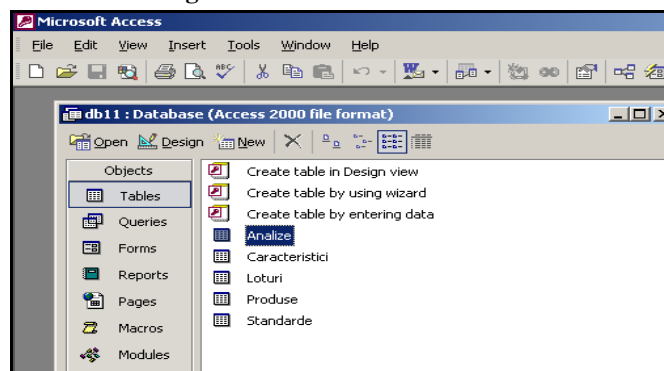 Microsoft Access
File Edit View Insert Tools Window Help
db11 : Database (Access 2000 file format)
Open Design New
Objects
Tables
Queries
Forms
Reports
Pages
Macros
Modules
Create table in Design view
Create table by using wizard
Create table by entering data
Analize
Caracteristici
Loturi
Produse
Standarde